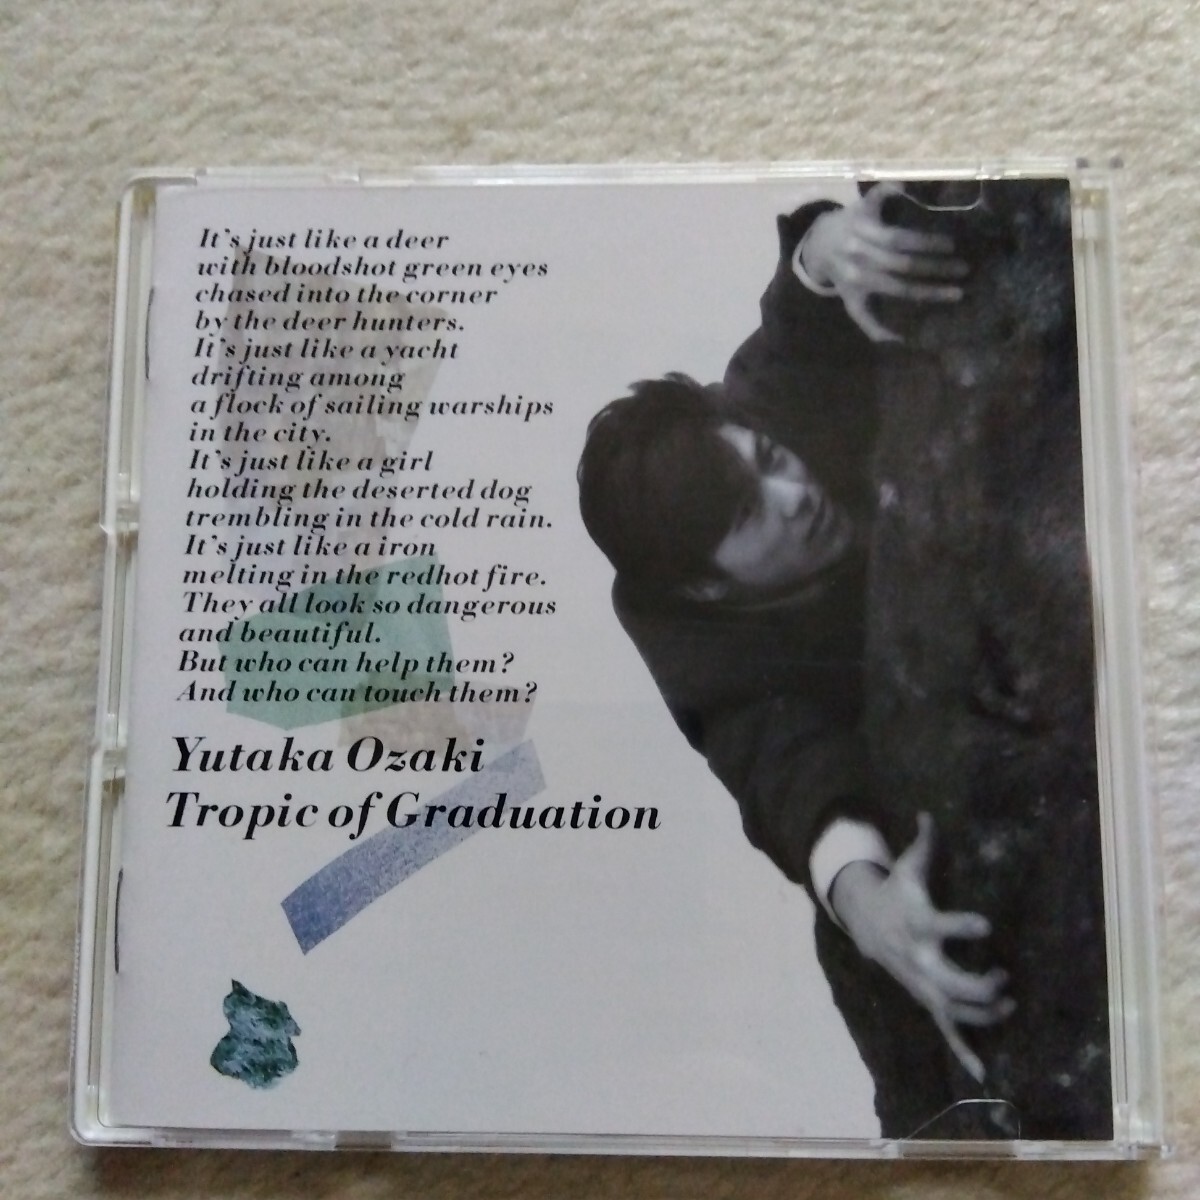 It's just like a deer
with bloodshot green eyes
chased into the corner
by the deer hunters.
It's just like a yacht
drifting among
a flock of sailing warships
in the city.
It's just like a girl
holding the deserted dog
trembling in the cold rain.
It's just like a iron
melting in the redhot fire.
They all look so dangerous
and beautiful.
But who can help them?
And who can touch them?
Yutaka Ozaki
Tropic of Graduation